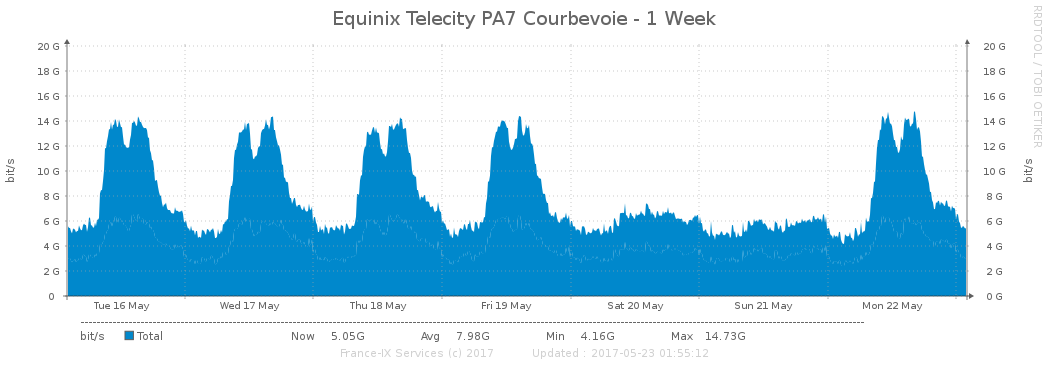 Equinix Telecity PA7 Courbevoie - 1 Week
RRDTOOL / TOBI OETIKER
20 G 20 G
18 G 18 G
16 G 16 G
14 G 14 G
12 G 12 G
10 G 10 G
8 G 8 G
6 G 6 G
4 G 4 G
2 G 2 G
0 0 G
bit/s
bit/s
Tue 16 May Wed 17 May Thu 18 May Fri 19 May Sat 20 May Sun 21 May Mon 22 May
bit/s Total Now 5.05G Avg 7.98G Min 4.16G Max 14.73G
France-IX Services (c) 2017 Updated : 2017-05-23 01:55:12